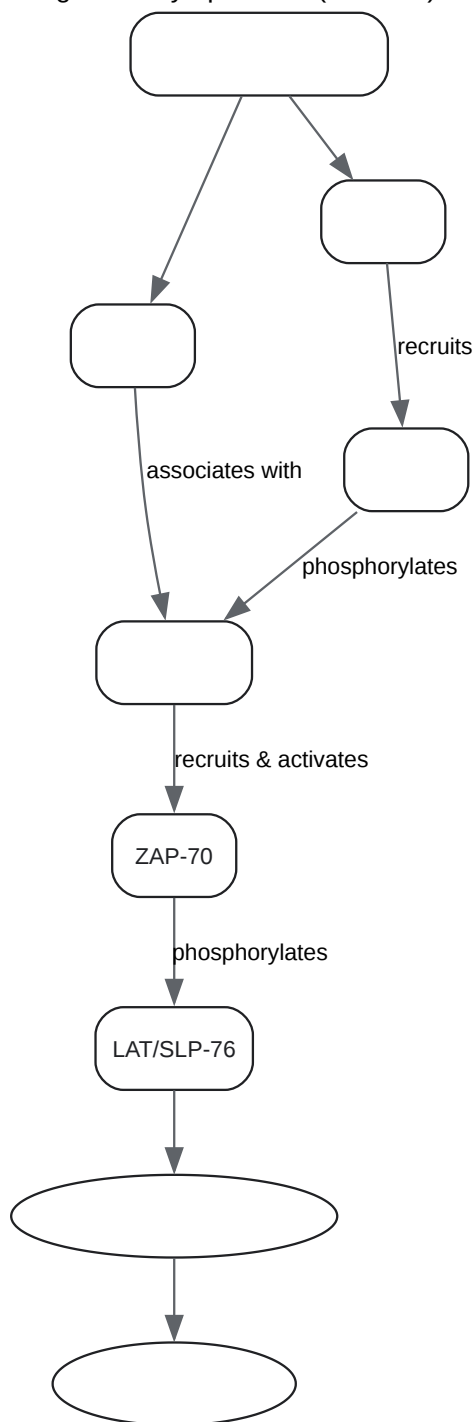 recruits
associates with
phosphorylates
recruits & activates
ZAP-70
phosphorylates
LAT/SLP-76